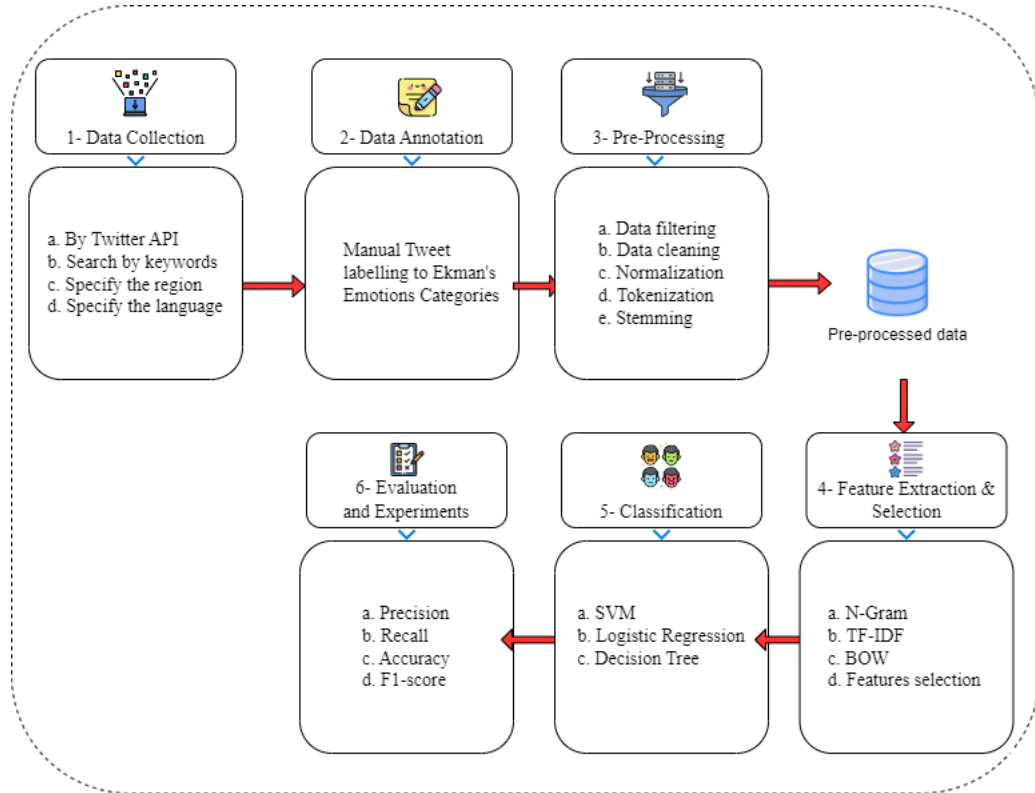 1- Data Collection
a. By Twitter API
b. Search by keywords
c. Specify the region
d. Specify the language
2- Data Annotation
Manual Tweet
labelling to Ekman's
Emotions Categories
3- Pre-Processing
a. Data filtering
b. Data cleaning
c. Normalization
d. Tokenization
e. Stemming
Pre-processed data
4- Feature Extraction &
Selection
a. N-Gram
b. TF-IDF
c. BOW
d. Features selection
5- Classification
a. SVM
b. Logistic Regression
c. Decision Tree
6- Evaluation
and Experiments
a. Precision
b. Recall
c. Accuracy
d. F1-score